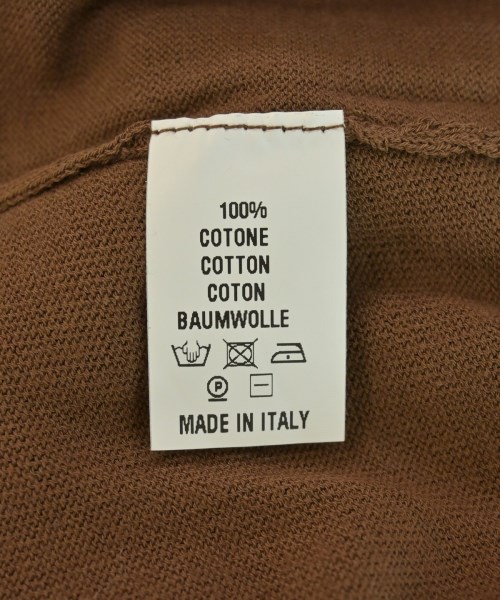 100%
COTONE
COTTON
COTON
BAUMWOLLE
P
MADE IN ITALY